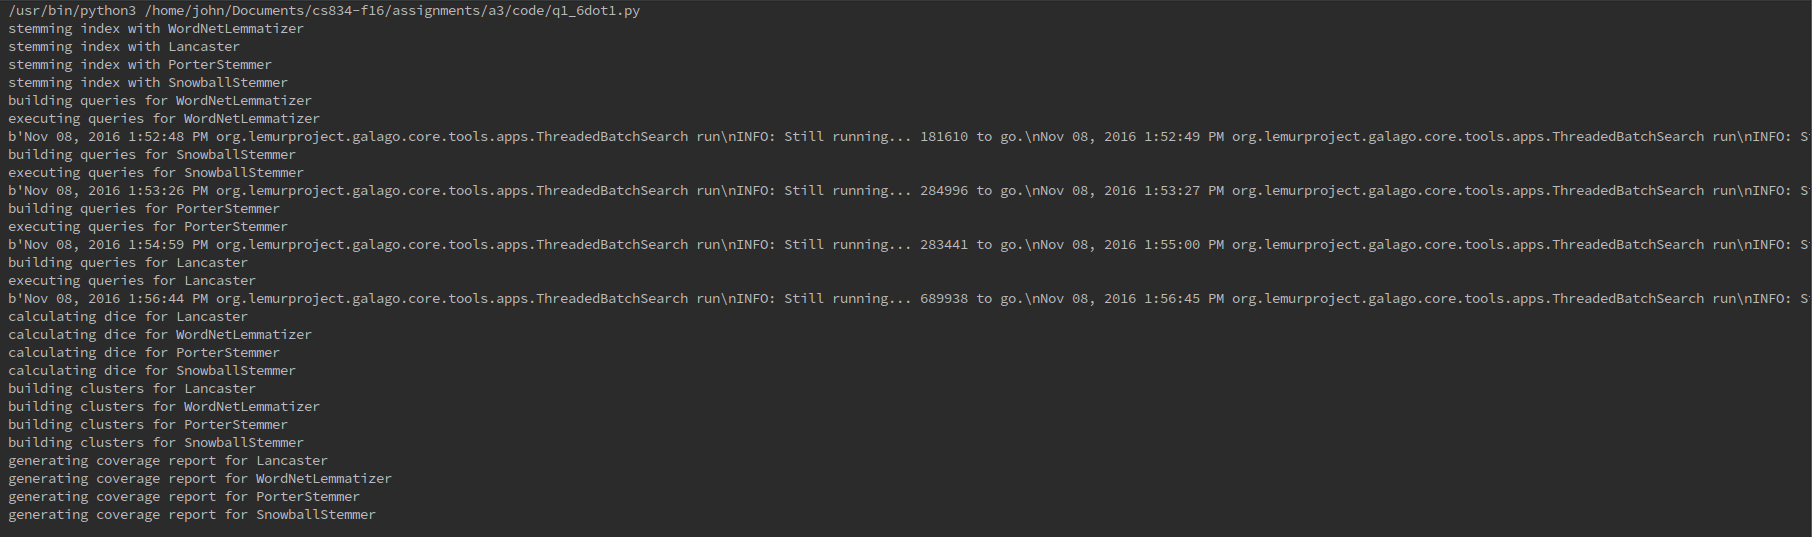 /usr/bin/python3 /home/john/Documents/cs834-f16/assignments/a3/code/q1_6dot1.py
stemming index with WordNetLemmatizer
stemming index with Lancaster
stemming index with PorterStemmer
stemming index with SnowballStemmer
building queries for WordNetLemmatizer
executing queries for WordNetLemmatizer
b'Nov 08, 2016 1:52:48 PM org.lemurproject.galago.core.tools.apps.ThreadedBatchSearch run\nINFO: Still running... 181610 to go.\nNov 08, 2016 1:52:49 PM org.lemurproject.galago.core.tools.apps.ThreadedBatchSearch run\nINFO: S
building queries for SnowballStemmer
executing queries for SnowballStemmer
b'Nov 08, 2016 1:53:26 PM org.lemurproject.galago.core.tools.apps.ThreadedBatchSearch run\nINFO: Still running... 284996 to go.\nNov 08, 2016 1:53:27 PM org.lemurproject.galago.core.tools.apps.ThreadedBatchSearch run\nINFO: S
building queries for PorterStemmer
executing queries for PorterStemmer
b'Nov 08, 2016 1:54:59 PM org.lemurproject.galago.core.tools.apps.ThreadedBatchSearch run\nINFO: Still running... 283441 to go.\nNov 08, 2016 1:55:00 PM org.lemurproject.galago.core.tools.apps.ThreadedBatchSearch run\nINFO: S
building queries for Lancaster
executing queries for Lancaster
b'Nov 08, 2016 1:56:44 PM org.lemurproject.galago.core.tools.apps.ThreadedBatchSearch run\nINFO: Still running... 689938 to go.\nNov 08, 2016 1:56:45 PM org.lemurproject.galago.core.tools.apps.ThreadedBatchSearch run\nINFO: S
calculating dice for Lancaster
calculating dice for WordNetLemmatizer
calculating dice for PorterStemmer
calculating dice for SnowballStemmer
building clusters for Lancaster
building clusters for WordNetLemmatizer
building clusters for PorterStemmer
building clusters for SnowballStemmer
generating coverage report for Lancaster
generating coverage report for WordNetLemmatizer
generating coverage report for PorterStemmer
generating coverage report for SnowballStemmer